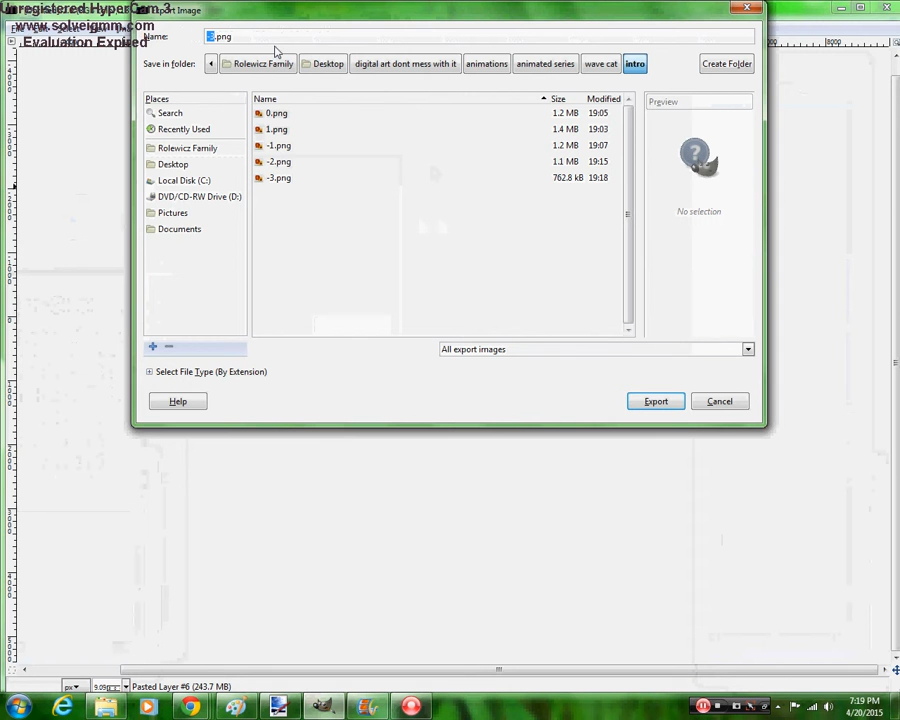 Unregistered HyperCam 3
www.solveigmm.com
Evaluation Expired
Export Image
Name:
-3.png
Save in folder:
Rolewicz Family
Desktop
digital art dont mess with it
animations
animated series
wave cat
intro
Create Folder
Places
Search
Recently Used
Rolewicz Family
Desktop
Local Disk (C:)
DVD/CD-RW Drive (D:)
Pictures
Documents
Name Size Modified
0.png 1.2 MB 19:05
1.png 1.4 MB 19:03
-1.png 1.2 MB 19:07
-2.png 1.1 MB 19:15
-3.png 762.8 kB 19:18
Preview
No selection
All export images
Select File Type (By Extension)
Help
Export
Cancel
px
9.09
Pasted Layer #6 (243.7 MB)
7:19 PM
4/20/2015